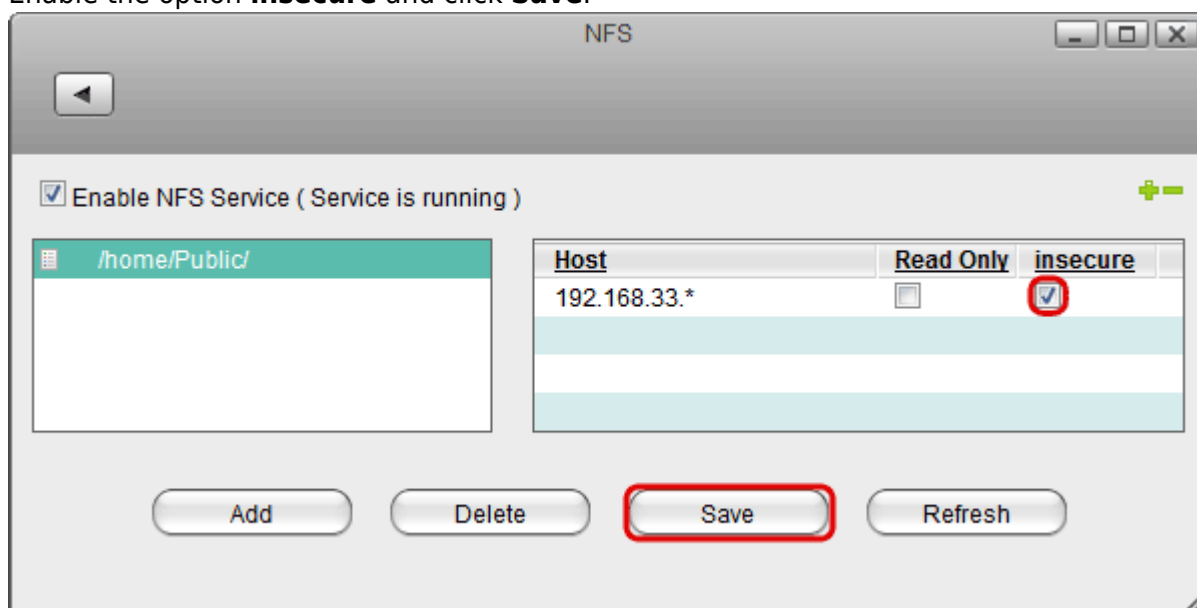 Enable the option insecure and click Save.
NFS
Enable NFS Service ( Service is running )
/home/Public/
Host Read Only insecure
192.168.33.*
Add Delete Save Refresh